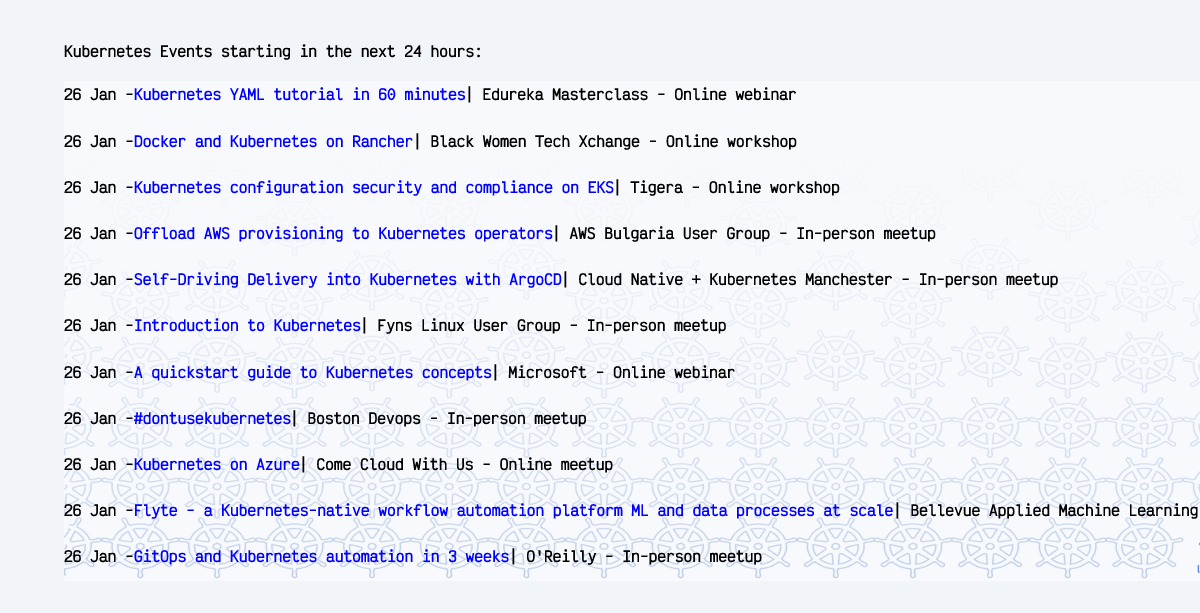 Kubernetes Events starting in the next 24 hours:
26 Jan -Kubernetes YAML tutorial in 60 minutes| Edureka Masterclass - Online webinar
26 Jan -Docker and Kubernetes on Rancher| Black Women Tech Xchange - Online workshop
26 Jan -Kubernetes configuration security and compliance on EKS| Tigera - Online workshop
26 Jan -Offload AWS provisioning to Kubernetes operators| AWS Bulgaria User Group - In-person meetup
26 Jan -Self-Driving Delivery into Kubernetes with ArgoCD| Cloud Native + Kubernetes Manchester - In-person meetup
26 Jan -Introduction to Kubernetes| Fyns Linux User Group - In-person meetup
26 Jan -A quickstart guide to Kubernetes concepts| Microsoft - Online webinar
26 Jan -#dontusekubernetes| Boston Devops - In-person meetup
26 Jan -Kubernetes on Azure| Come Cloud With Us - Online meetup
26 Jan -Flyte - a Kubernetes-native workflow automation platform ML and data processes at scale| Bellevue Applied Machine Learning
26 Jan -GitOps and Kubernetes automation in 3 weeks| O'Reilly - In-person meetup